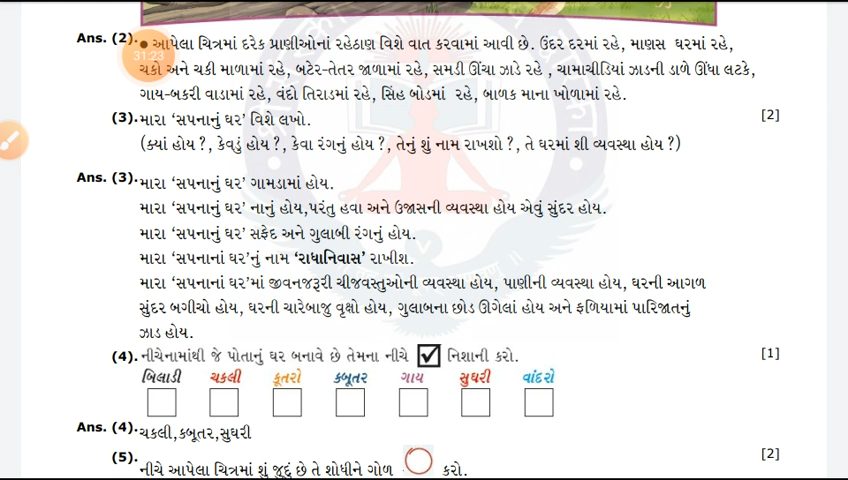 Ans. (2). ● આપેલા ચિત્રમાં દરેક પ્રાણીઓનાં રહેઠાણ વિશે વાત કરવામાં આવી છે. ઉંદર દરમાં રહે, માણસ ઘરમાં રહે,
31:23
ચકો અને ચકી માળામાં રહે, બટેર-તેતર જાળામાં રહે, સમડી ઊંચા ઝાડે રહે , ચામાચીડિયાં ઝાડની ડાળે ઊંધા લટકે,
ગાય-બકરી વાડામાં રહે, વંદો તિરાડમાં રહે, સિંહ બોડમાં રહે, બાળક માના ખોળામાં રહે.
(3). મારા ‘સપનાનું ઘર’ વિશે લખો. [2]
(ક્યાં હોય ?, કેવડું હોય ?, કેવા રંગનું હોય ?, તેનું શું નામ રાખશો ?, તે ઘરમાં શી વ્યવસ્થા હોય ?)
Ans. (3). મારા ‘સપનાનું ઘર’ ગામડામાં હોય.
મારા ‘સપનાનું ઘર’ નાનું હોય,પરંતુ હવા અને ઉજાસની વ્યવસ્થા હોય એવું સુંદર હોય.
મારા ‘સપનાનું ઘર’ સફેદ અને ગુલાબી રંગનું હોય.
મારા ‘સપનાનાં ઘર’નું નામ ‘રાધાનિવાસ’ રાખીશ.
મારા ‘સપનાનાં ઘર’માં જીવનજરૂરી ચીજવસ્તુઓની વ્યવસ્થા હોય, પાણીની વ્યવસ્થા હોય, ઘરની આગળ
સુંદર બગીચો હોય, ઘરની ચારેબાજુ વૃક્ષો હોય, ગુલાબના છોડ ઊગેલાં હોય અને ફળિયામાં પારિજાતનું
ઝાડ હોય.
(4). નીચેનામાંથી જે પોતાનું ઘર બનાવે છે તેમના નીચે ☑ નિશાની કરો. [1]
બિલાડી ચકલી કૂતરો કબૂતર ગાય સુઘરી વાંદરો
Ans. (4). ચકલી,કબૂતર,સુઘરી
(5). [2]
નીચે આપેલા ચિત્રમાં શું જુદું છે તે શોધીને ગોળ ◯ કરો.